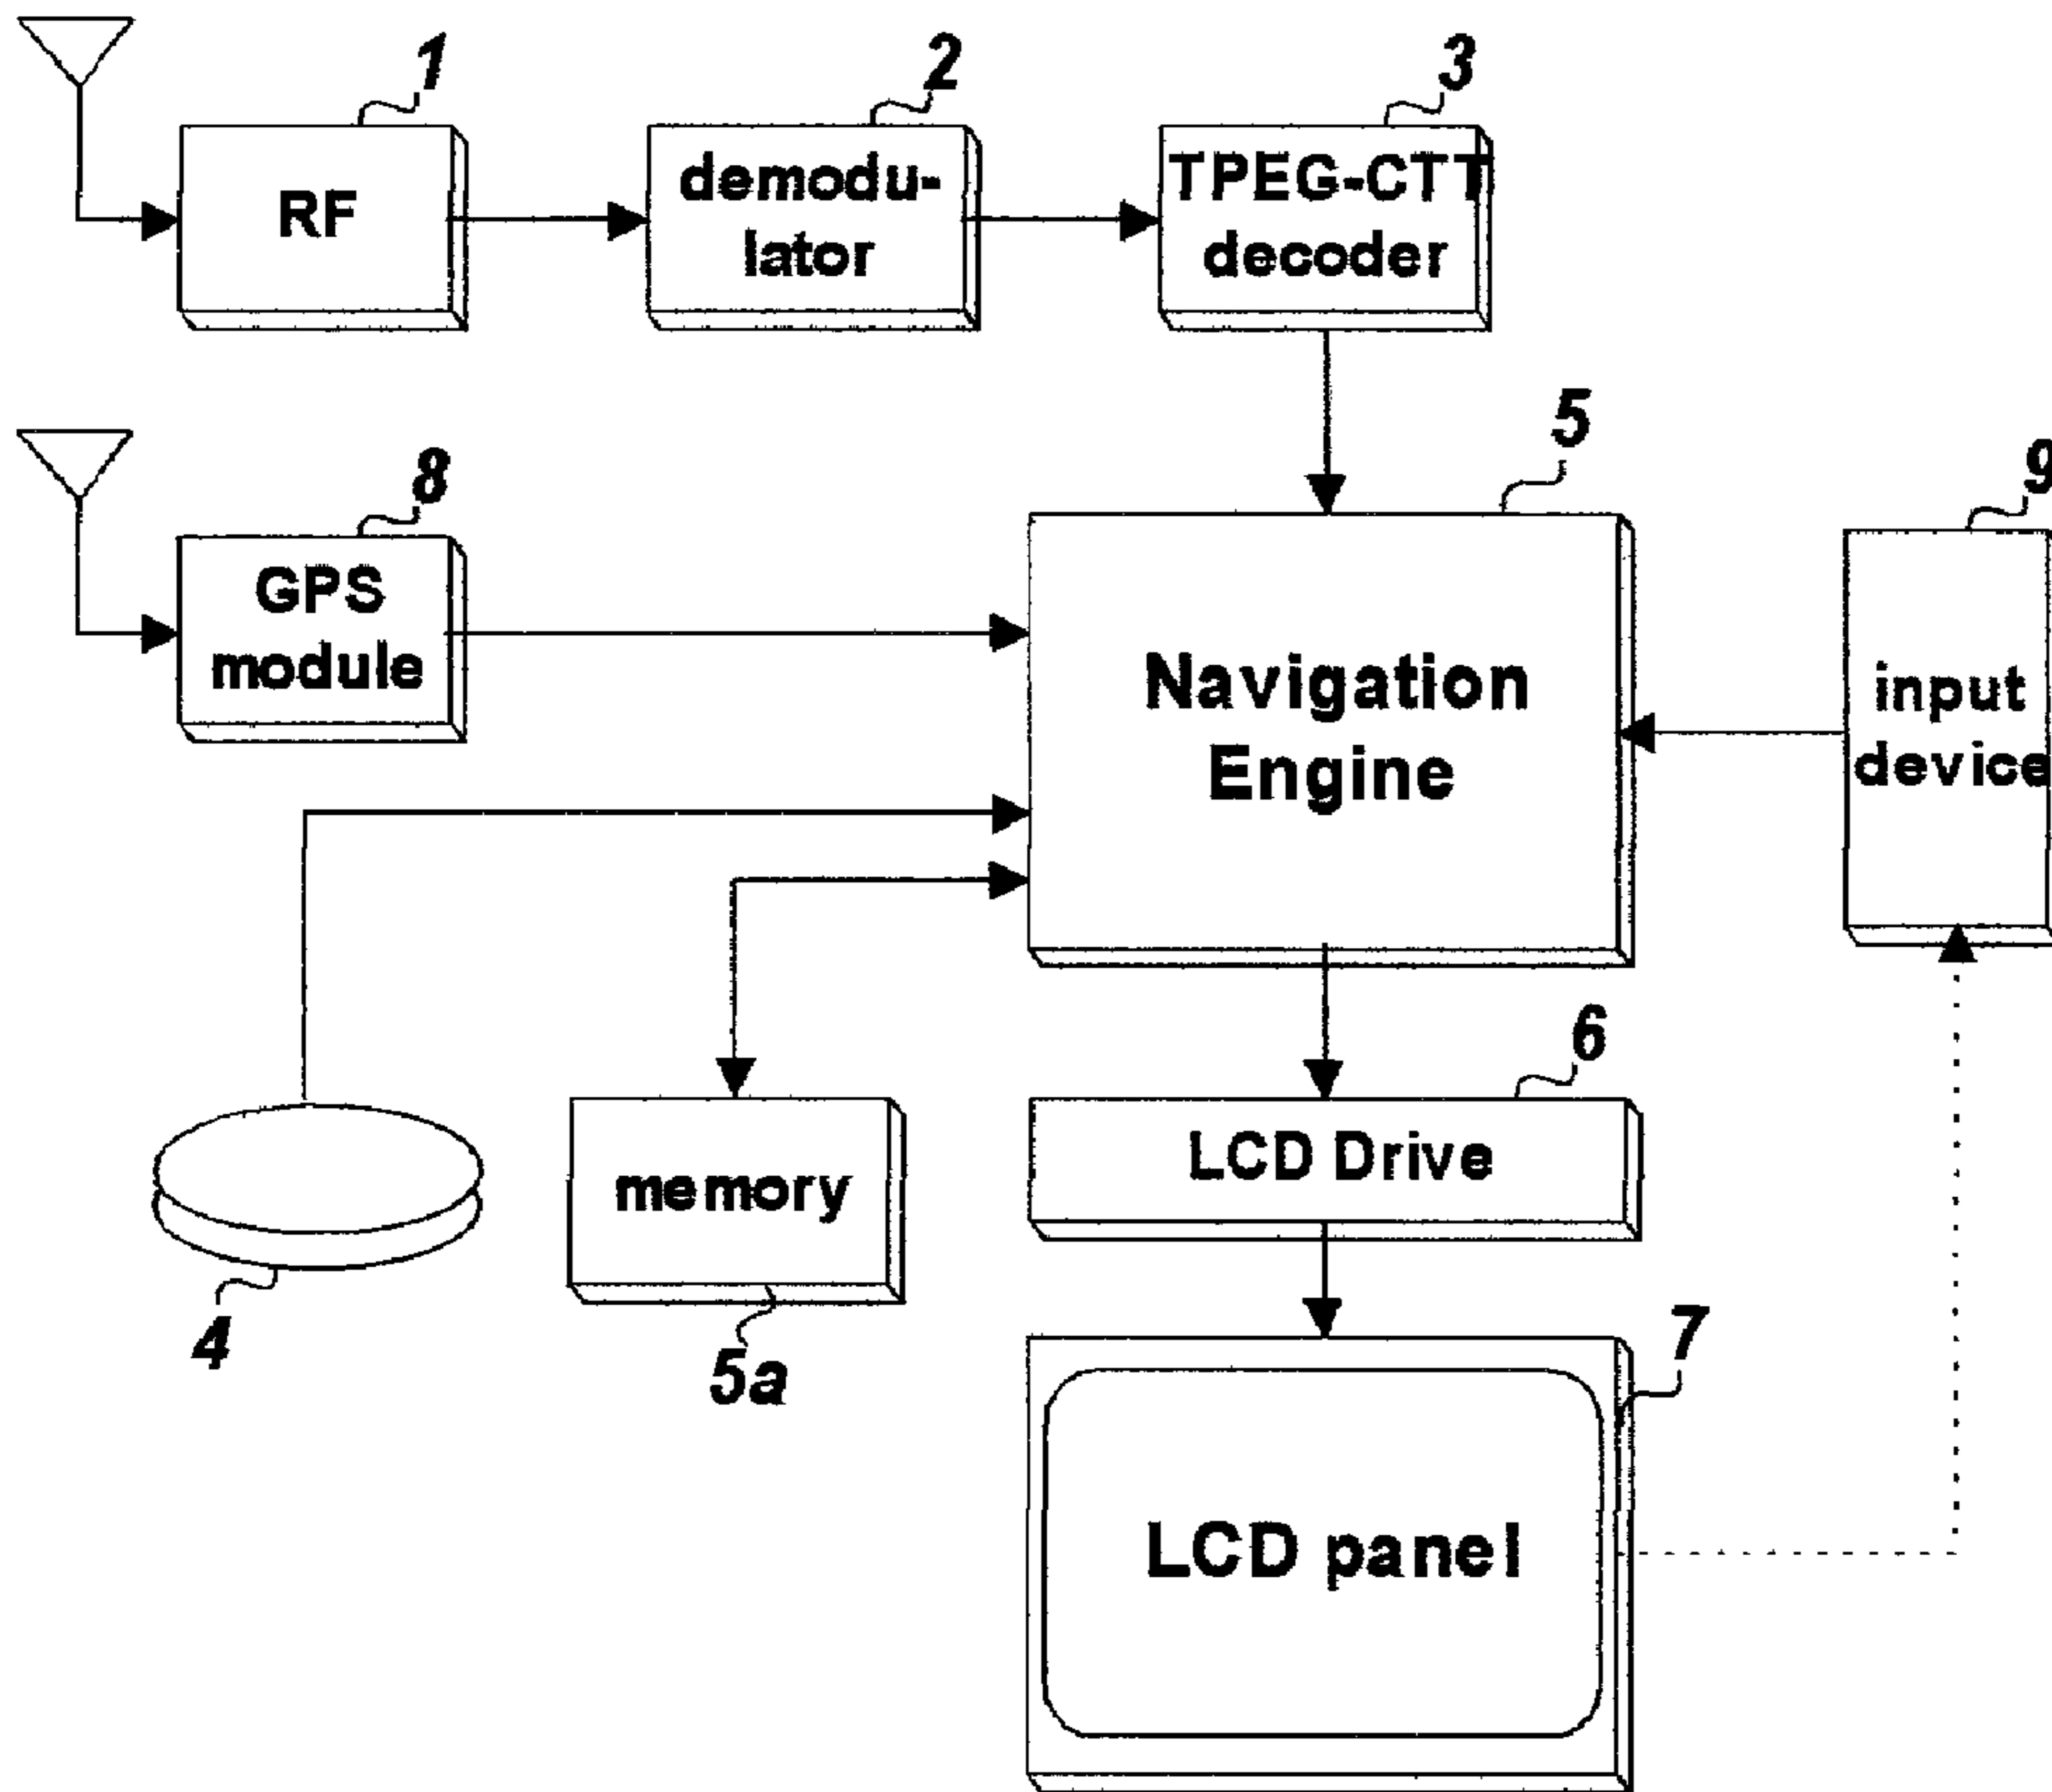 1
2
3
RF
demodu-
lator
TPEG-CTT
decoder
8
5
9
GPS
module
Navigation
Engine
input
device
6
LCD Drive
memory
4
5a
7
LCD panel